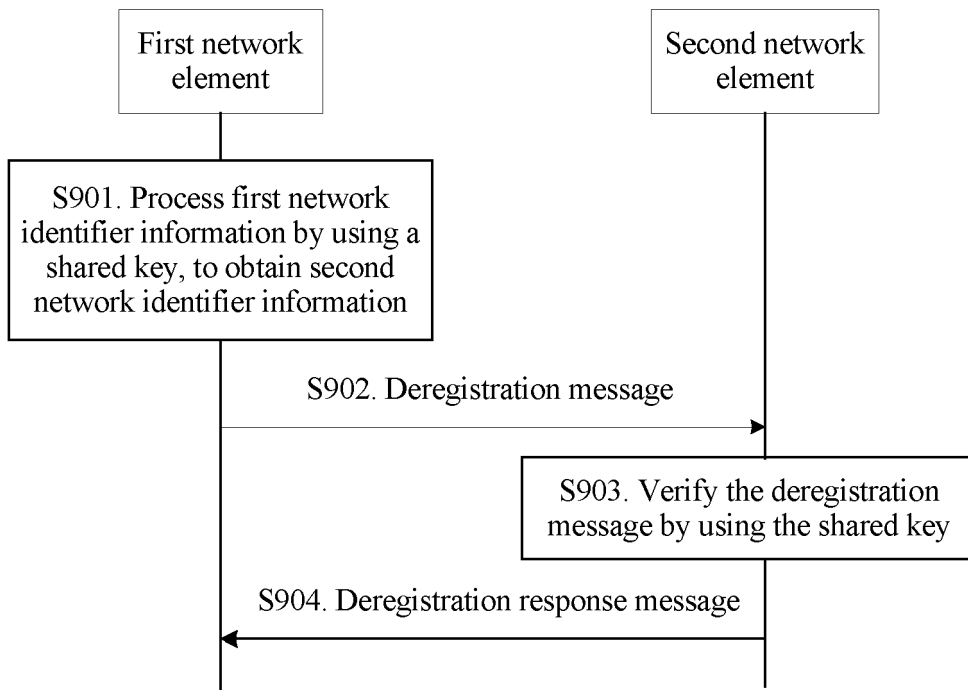 First network
element
Second network
element
S901. Process first network
identifier information by using a
shared key, to obtain second
network identifier information
S902. Deregistration message
S903. Verify the deregistration
message by using the shared key
S904. Deregistration response message